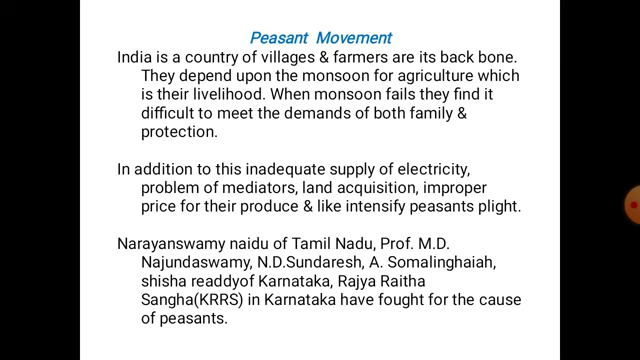 Peasant Movement
India is a country of villages & farmers are its back bone.
They depend upon the monsoon for agriculture which
is their livelihood. When monsoon fails they find it
difficult to meet the demands of both family &
protection.
In addition to this inadequate supply of electricity,
problem of mediators, land acquisition, improper
price for their produce & like intensify peasants plight.
Narayanswamy naidu of Tamil Nadu, Prof. M.D.
Najundaswamy, N.D.Sundaresh, A. Somalinghaiah,
shisha readdyof Karnataka, Rajya Raitha
Sangha(KRRS) in Karnataka have fought for the cause
of peasants.